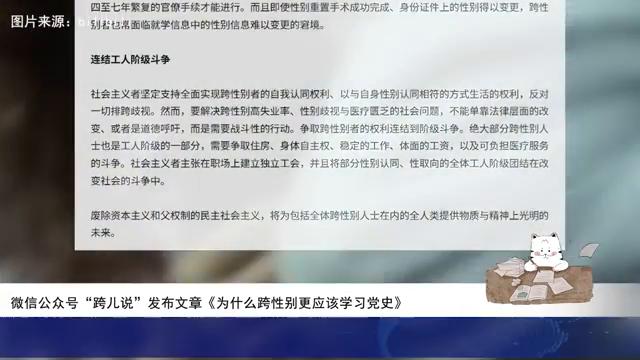 图片来源：bilibili
四至七年繁复的官僚手续才能进行。而且即使性别重置手术成功完成、身份证件上的性别得以变更，跨性
别者也常面临就学信息中的性别信息难以变更的窘境。
连结工人阶级斗争
社会主义者坚定支持全面实现跨性别者的自我认同权利、以与自身性别认同相符的方式生活的权利，反对
一切排跨歧视。然而，要解决跨性别高失业率、性别歧视与医疗匮乏的社会问题，不能单靠法律层面的改
变、或者是道德呼吁，而是需要战斗性的行动。争取跨性别者的权利连结到阶级斗争。绝大部分跨性别人
士也是工人阶级的一部分，需要争取住房、身体自主权、稳定的工作、体面的工资，以及可负担医疗服务
的斗争。社会主义者主张在职场上建立独立工会，并且将部分性别认同、性取向的全体工人阶级团结在改
变社会的斗争中。
废除资本主义和父权制的民主社会主义，将为包括全体跨性别人士在内的全人类提供物质与精神上光明的
未来。
微信公众号“跨儿说”发布文章《为什么跨性别更应该学习党史》